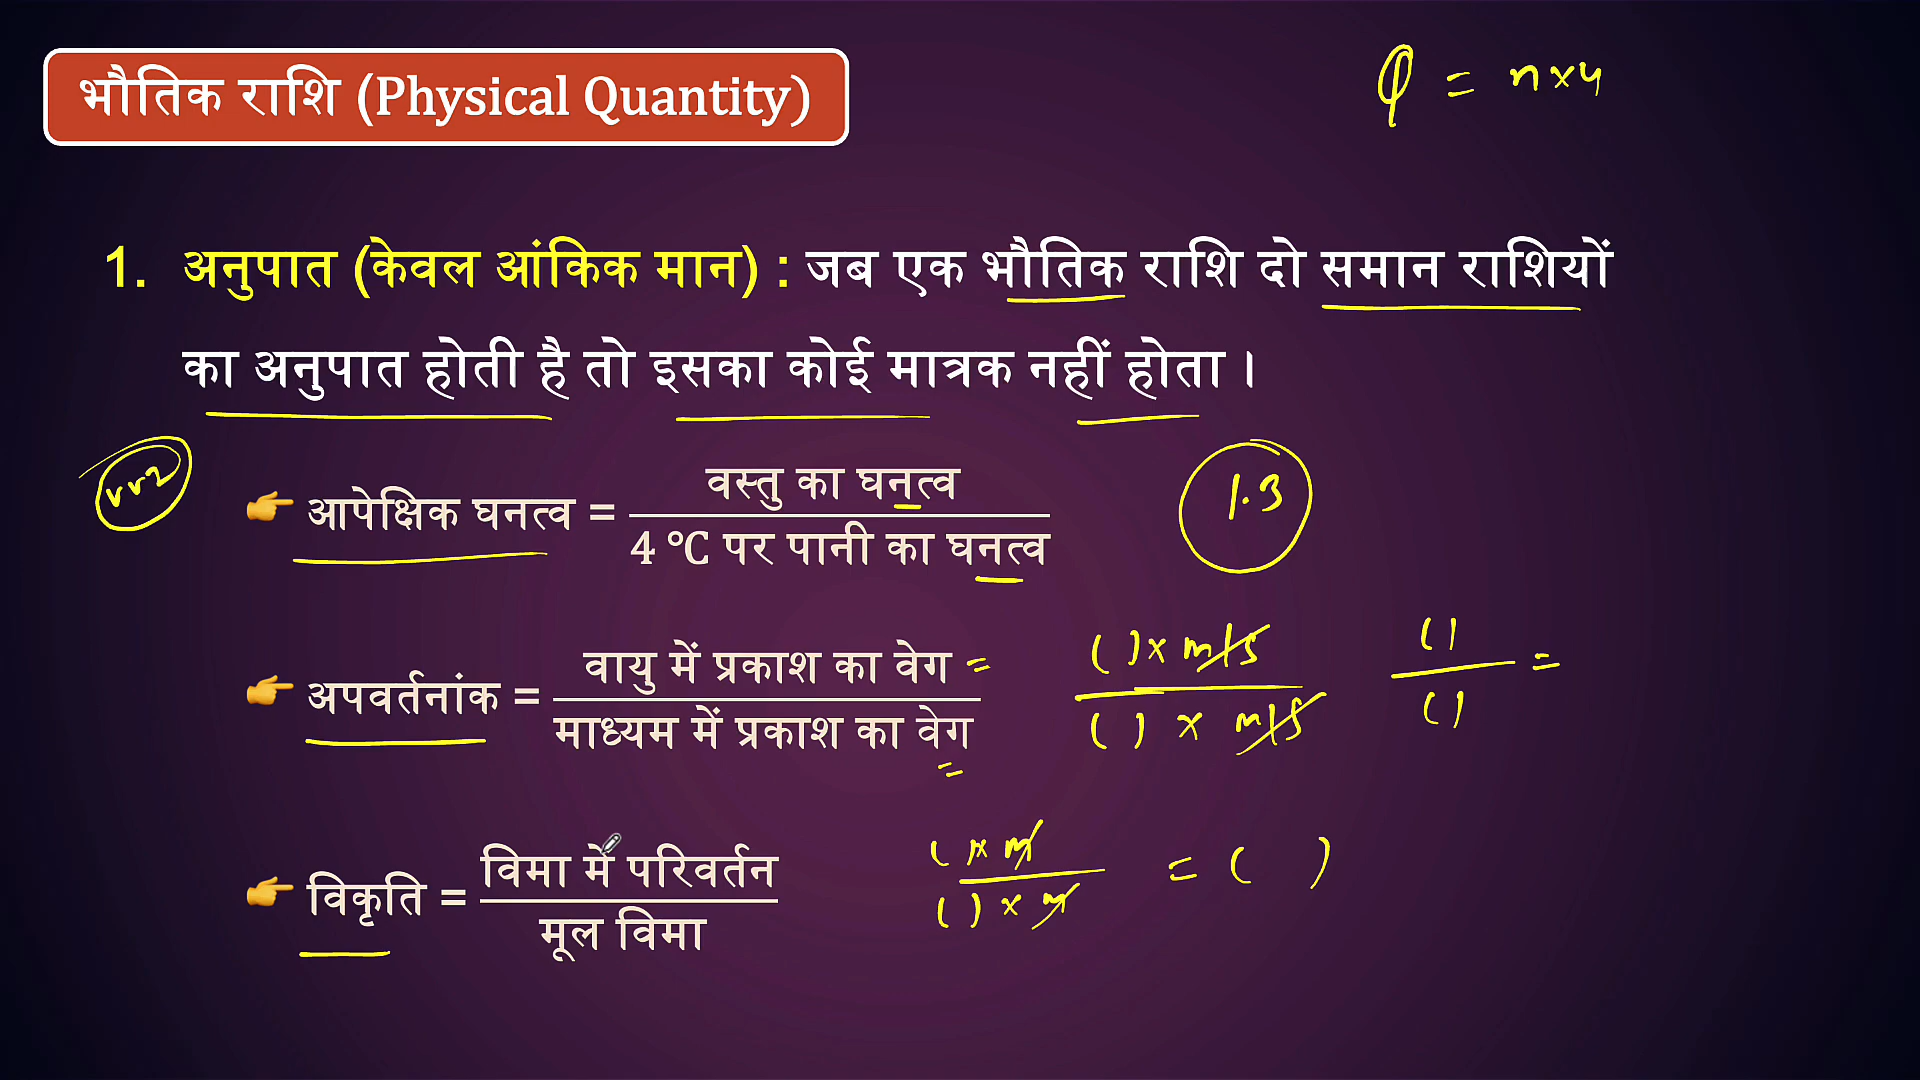 भौतिक राशि (Physical Quantity)
φ = n×u
1. अनुपात (केवल आंकिक मान) : जब एक भौतिक राशि दो समान राशियों
का अनुपात होती है तो इसका कोई मात्रक नहीं होता ।
आपेक्षिक घनत्व = वस्तु का घनत्व
4 °C पर पानी का घनत्व
1.3
अपवर्तनांक = वायु में प्रकाश का वेग =
माध्यम में प्रकाश का वेग =
( ) × m/s
( ) × m/s
( )
( ) =
विकृति = विमा में परिवर्तन
मूल विमा
( ) × m
( ) × m
= ( )